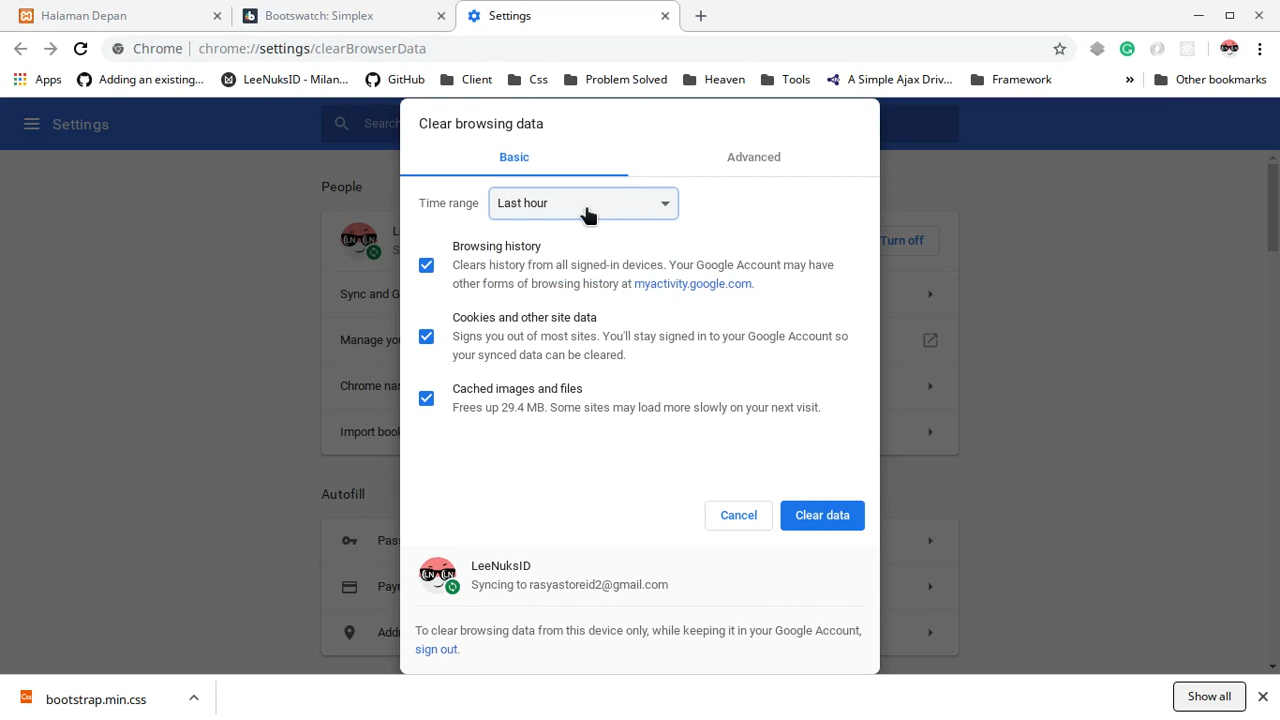 Halaman Depan
Bootswatch: Simplex
Settings
Chrome
chrome://settings/clearBrowserData
Apps
Adding an existing...
LeeNuksID - Milan...
GitHub
Client
Css
Problem Solved
Heaven
Tools
A Simple Ajax Driv...
Framework
»
Other bookmarks
Settings
Search
People
Turn off
Sync and G
Manage you
Chrome nar
Import book
Autofill
Pass
Payr
Addr
Clear browsing data
Basic
Advanced
Time range
Last hour
Browsing history
Clears history from all signed-in devices. Your Google Account may have
other forms of browsing history at myactivity.google.com.
Cookies and other site data
Signs you out of most sites. You'll stay signed in to your Google Account so
your synced data can be cleared.
Cached images and files
Frees up 29.4 MB. Some sites may load more slowly on your next visit.
Cancel
Clear data
LeeNuksID
Syncing to rasyastoreid2@gmail.com
To clear browsing data from this device only, while keeping it in your Google Account,
sign out.
bootstrap.min.css
Show all